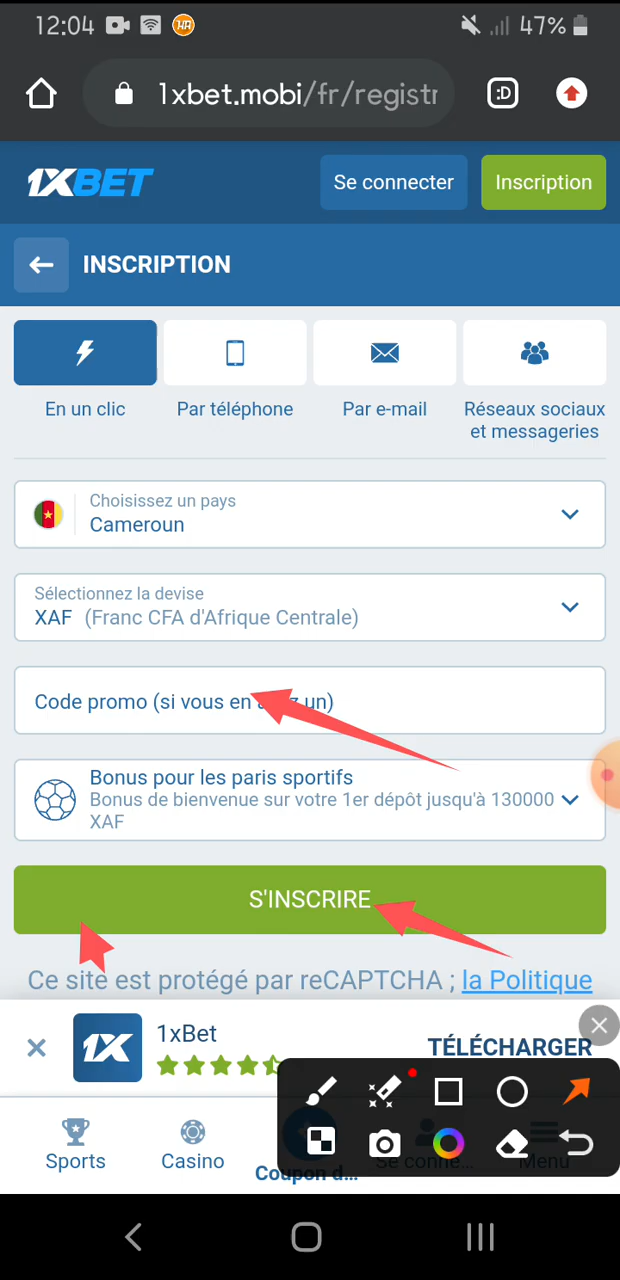 12:04 47%
1xbet.mobi/fr/registr
1XBET Se connecter Inscription
INSCRIPTION
En un clic Par téléphone Par e-mail Réseaux sociaux
et messageries
Choisissez un pays
Cameroun
Sélectionnez la devise
XAF (Franc CFA d'Afrique Centrale)
Code promo (si vous en un)
Bonus pour les paris sportifs
Bonus de bienvenue sur votre 1er dépôt jusqu'à 130000
XAF
S'INSCRIRE
Ce site est protégé par reCAPTCHA ; la Politique
1X 1xBet TÉLÉCHARGER
Sports Casino Coupon d... Se conne... Menu